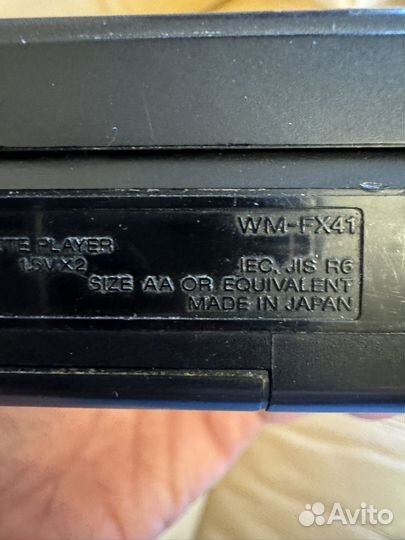 WM-FX41
TTE PLAYER
1.5V X2 IEC, JIS R6
SIZE AA OR EQUIVALENT
MADE IN JAPAN
Avito